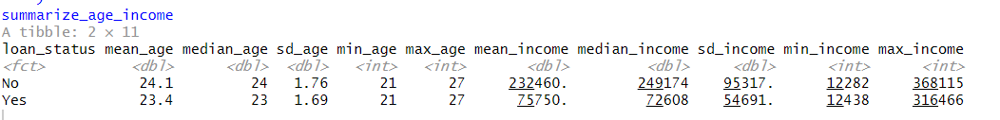 summarize_age_income
A tibble: 2 × 11
loan_status mean_age median_age sd_age min_age max_age mean_income median_income sd_income min_income max_income
<fct> <dbl> <dbl> <dbl> <int> <int> <dbl> <dbl> <dbl> <int> <int>
No 24.1 24 1.76 21 27 232460. 249174 95317. 12282 368115
Yes 23.4 23 1.69 21 27 75750. 72608 54691. 12438 316466